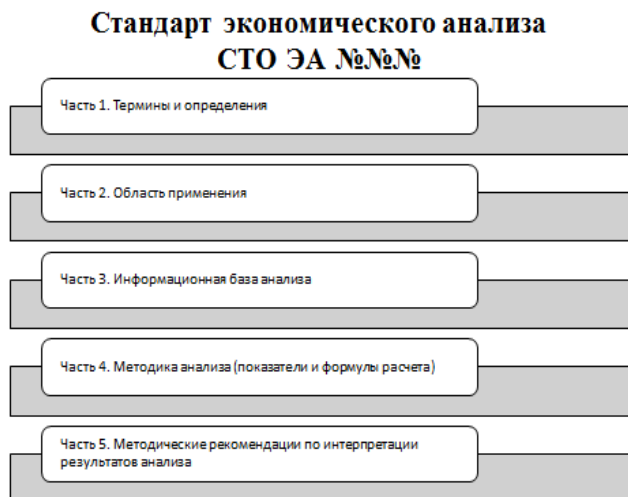 Стандарт экономического анализа
СТО ЭА №№№
Часть 1. Термины и определения
Часть 2. Область применения
Часть 3. Информационная база анализа
Часть 4. Методика анализа (показатели и формулы расчета)
Часть 5. Методические рекомендации по интерпретации
результатов анализа